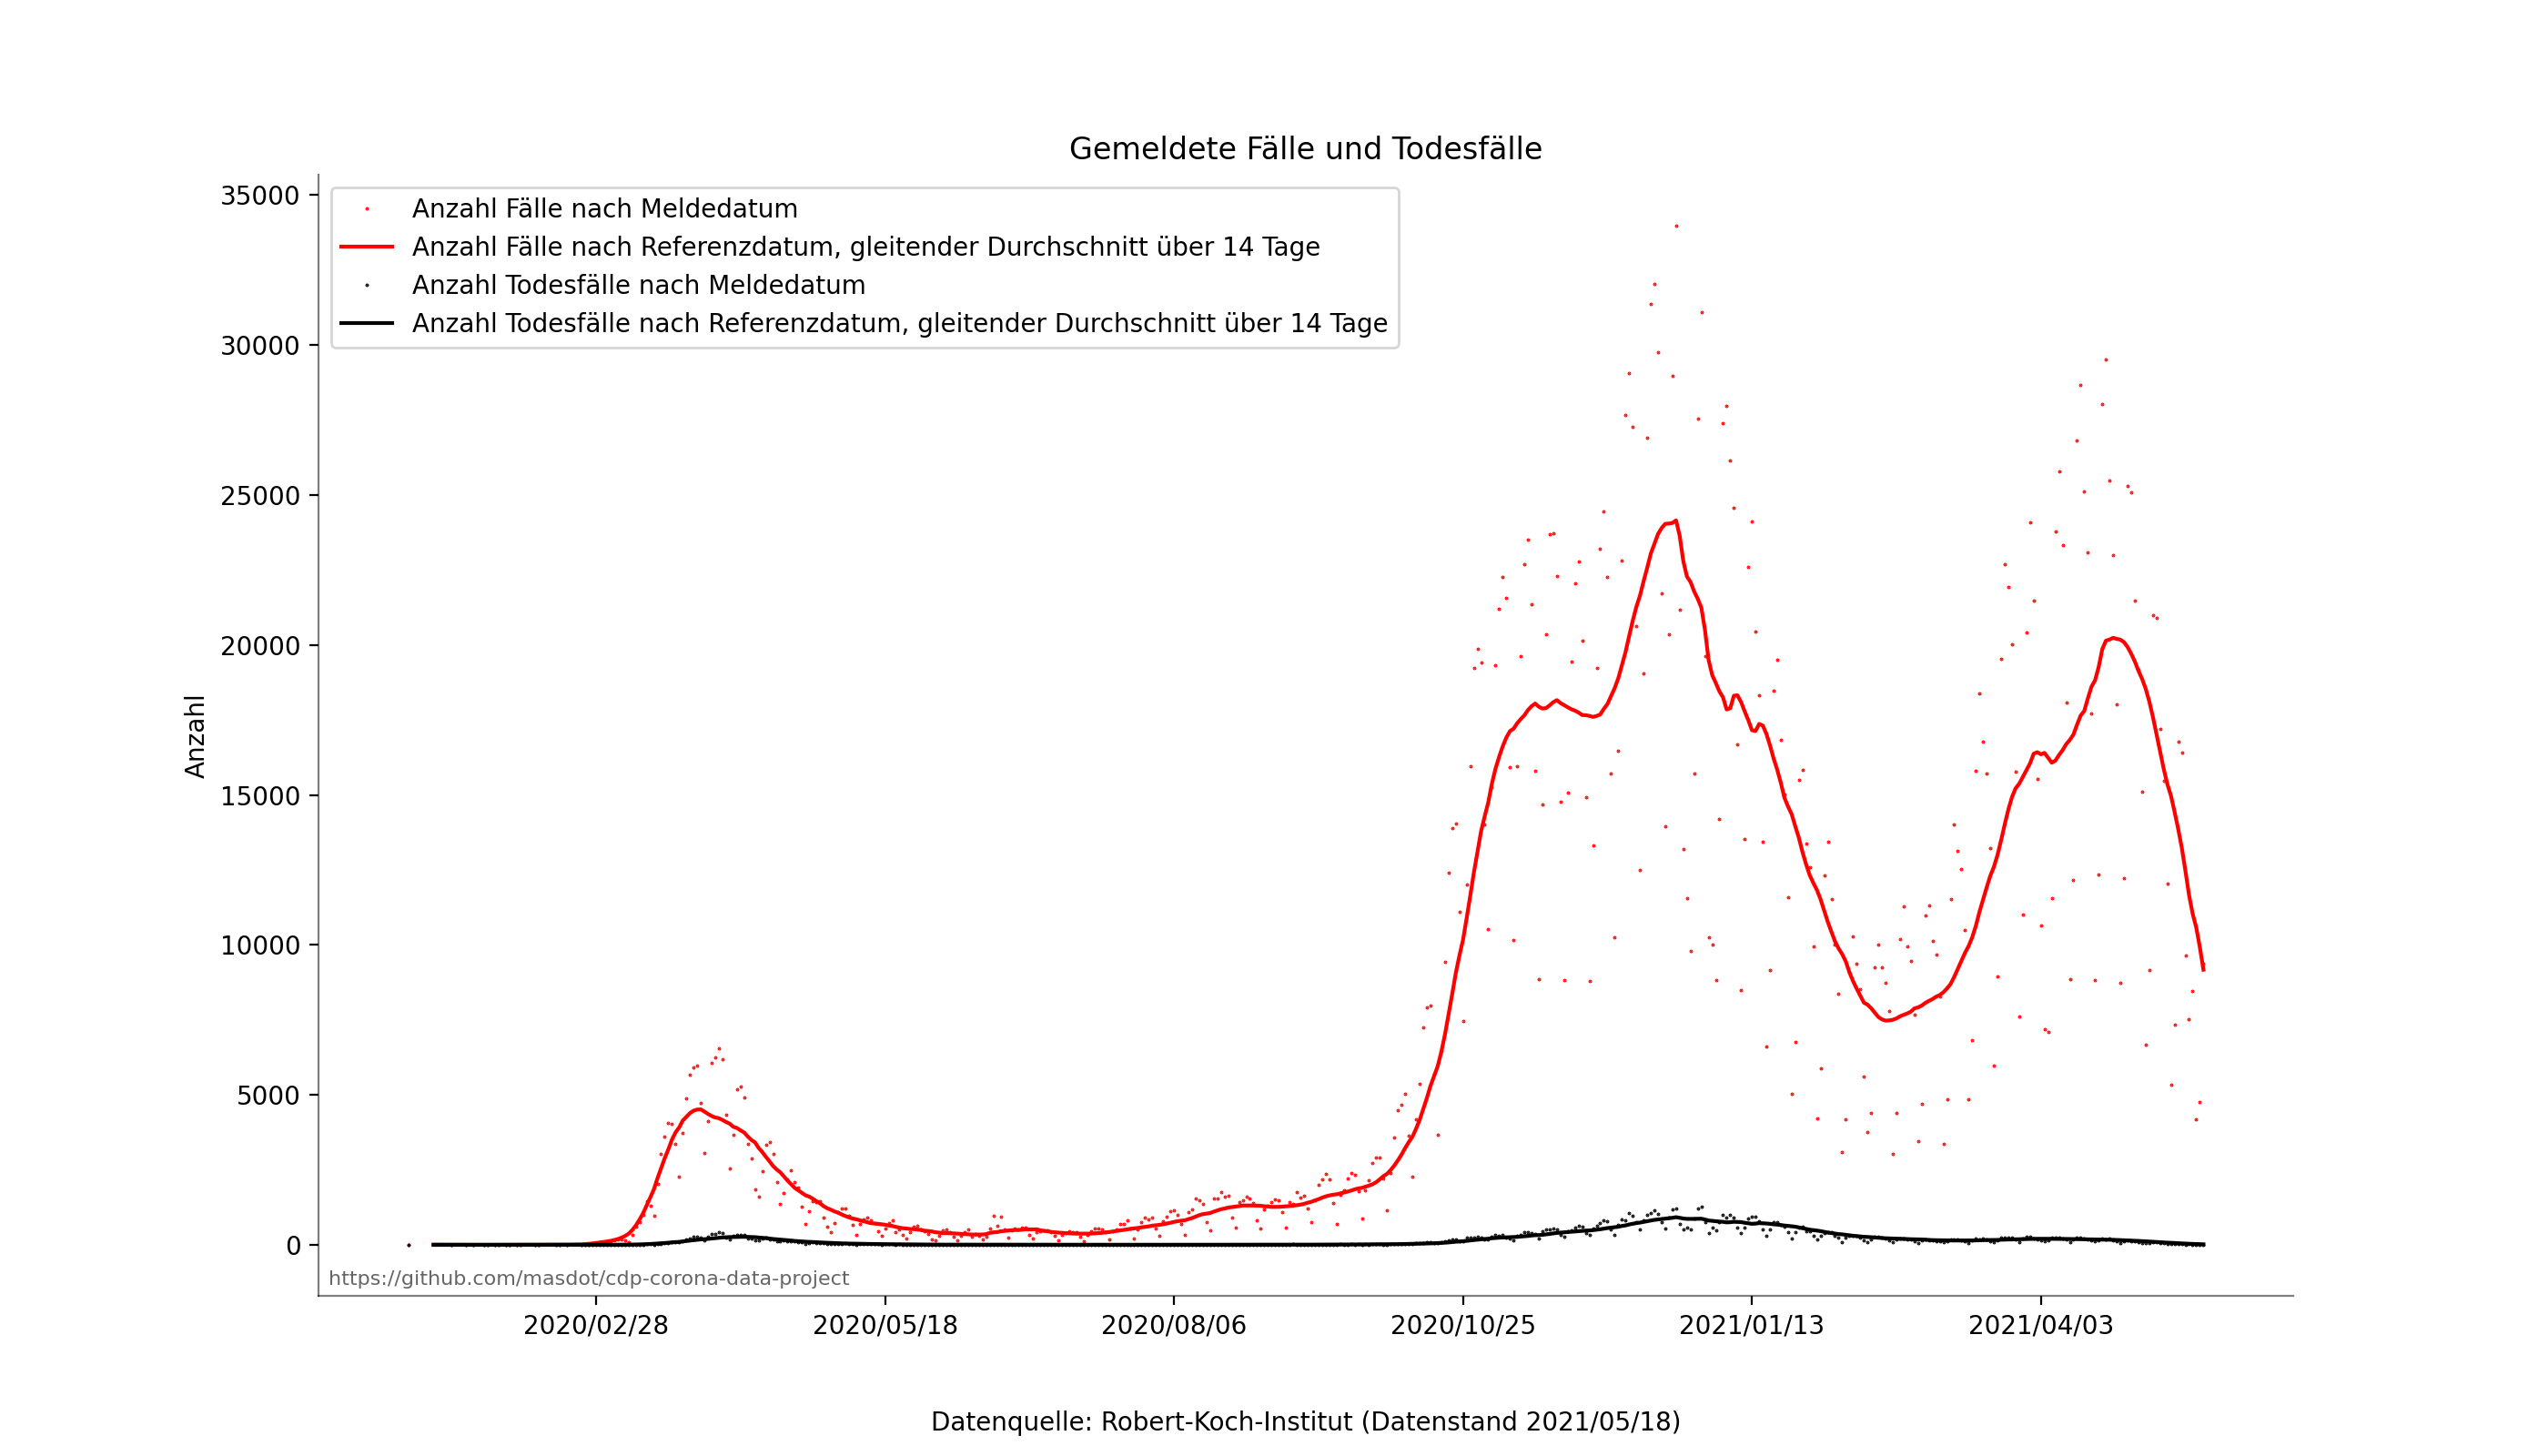 Gemeldete Fälle und Todesfälle
35000
30000
25000
20000
15000
10000
5000
0
Anzahl
Anzahl Fälle nach Meldedatum
Anzahl Fälle nach Referenzdatum, gleitender Durchschnitt über 14 Tage
Anzahl Todesfälle nach Meldedatum
Anzahl Todesfälle nach Referenzdatum, gleitender Durchschnitt über 14 Tage
https://github.com/masdot/cdp-corona-data-project
2020/02/28 2020/05/18 2020/08/06 2020/10/25 2021/01/13 2021/04/03
Datenquelle: Robert-Koch-Institut (Datenstand 2021/05/18)